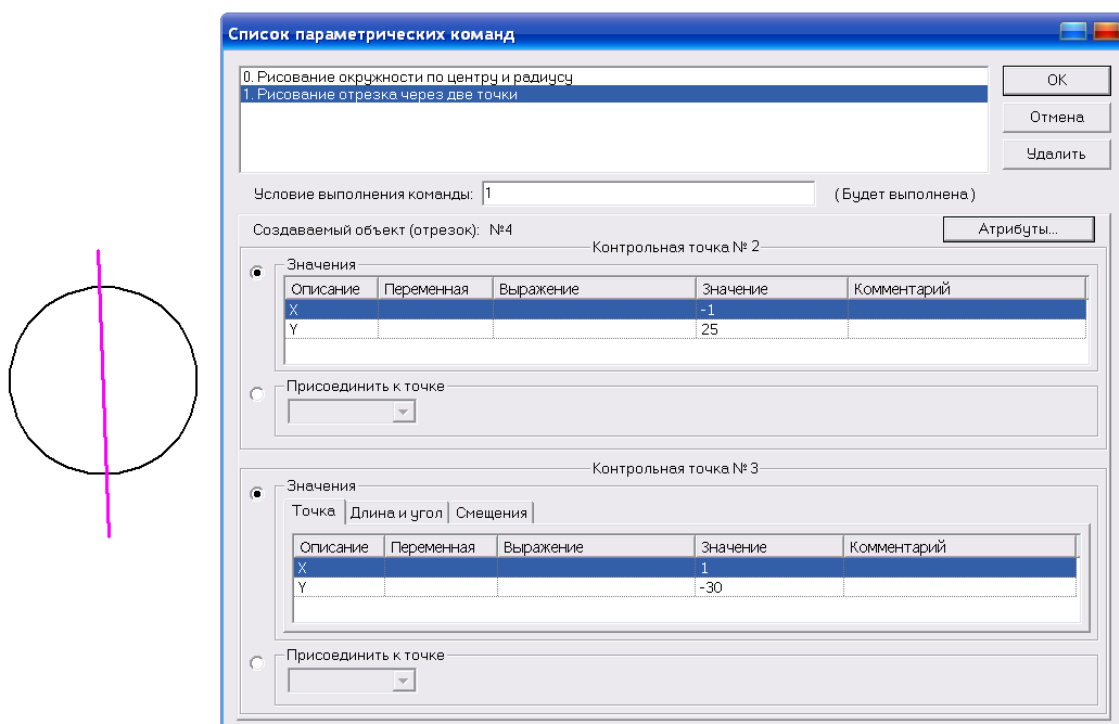 Список параметрических команд
0. Рисование окружности по центру и радиусу
1. Рисование отрезка через две точки
OK
Отмена
Удалить
Условие выполнения команды: 1 (Будет выполнена)
Создаваемый объект (отрезок): №4 Атрибуты...
Контрольная точка № 2
Значения
Описание Переменная Выражение Значение Комментарий
X -1
Y 25
Присоединить к точке
Контрольная точка № 3
Значения
Точка Длина и угол Смещения
Описание Переменная Выражение Значение Комментарий
X 1
Y -30
Присоединить к точке